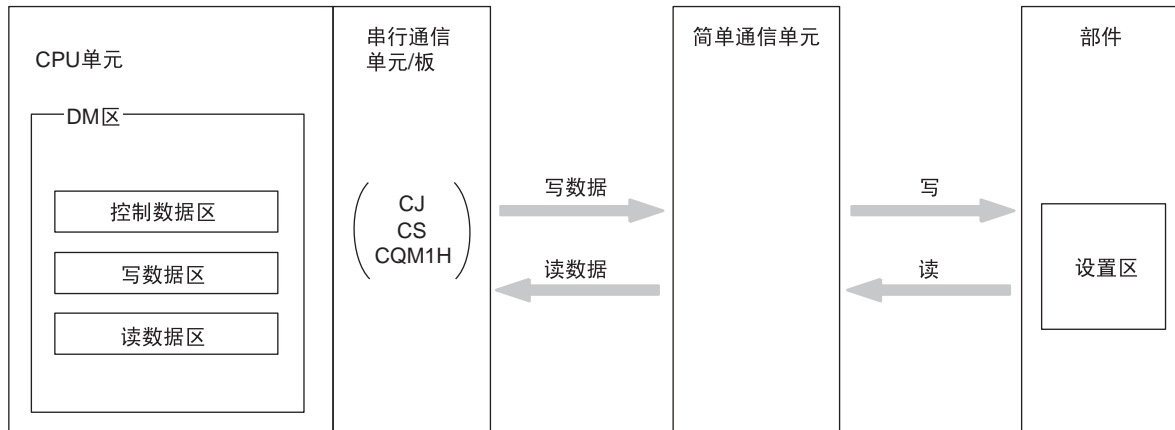 CPU单元
DM区
控制数据区
写数据区
读数据区
串行通信
单元/板
CJ
CS
CQM1H
写数据
读数据
简单通信单元
写
读
部件
设置区